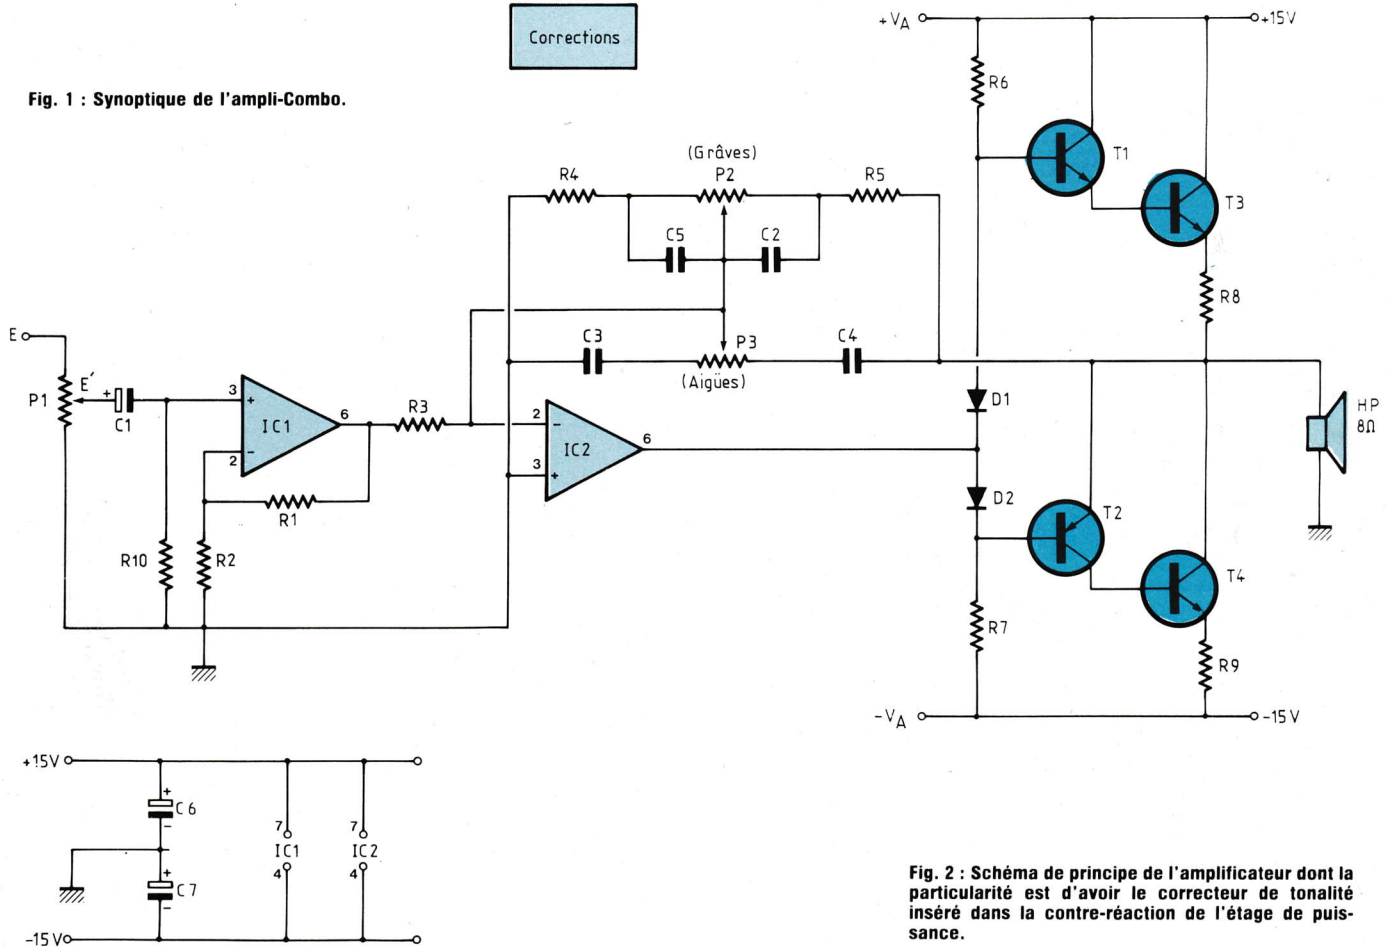 Corrections
Fig. 1 : Synoptique de l'ampli-Combo.
+VA
+15V
R6
T1
T3
R8
(Grâves)
R4
P2
R5
C5
C2
E
C3
P3
C4
(Aigües)
P1
E'
+
C1
3
+
IC1
6
2
-
R3
R1
R10
R2
2
-
IC2
3
+
6
D1
D2
HP
8Ω
T2
T4
R7
R9
-VA
-15V
+15V
+
C6
-
+
C7
-
7
IC1
4
7
IC2
4
-15V
Fig. 2 : Schéma de principe de l'amplificateur dont la
particularité est d'avoir le correcteur de tonalité
inséré dans la contre-réaction de l'étage de puis-
sance.